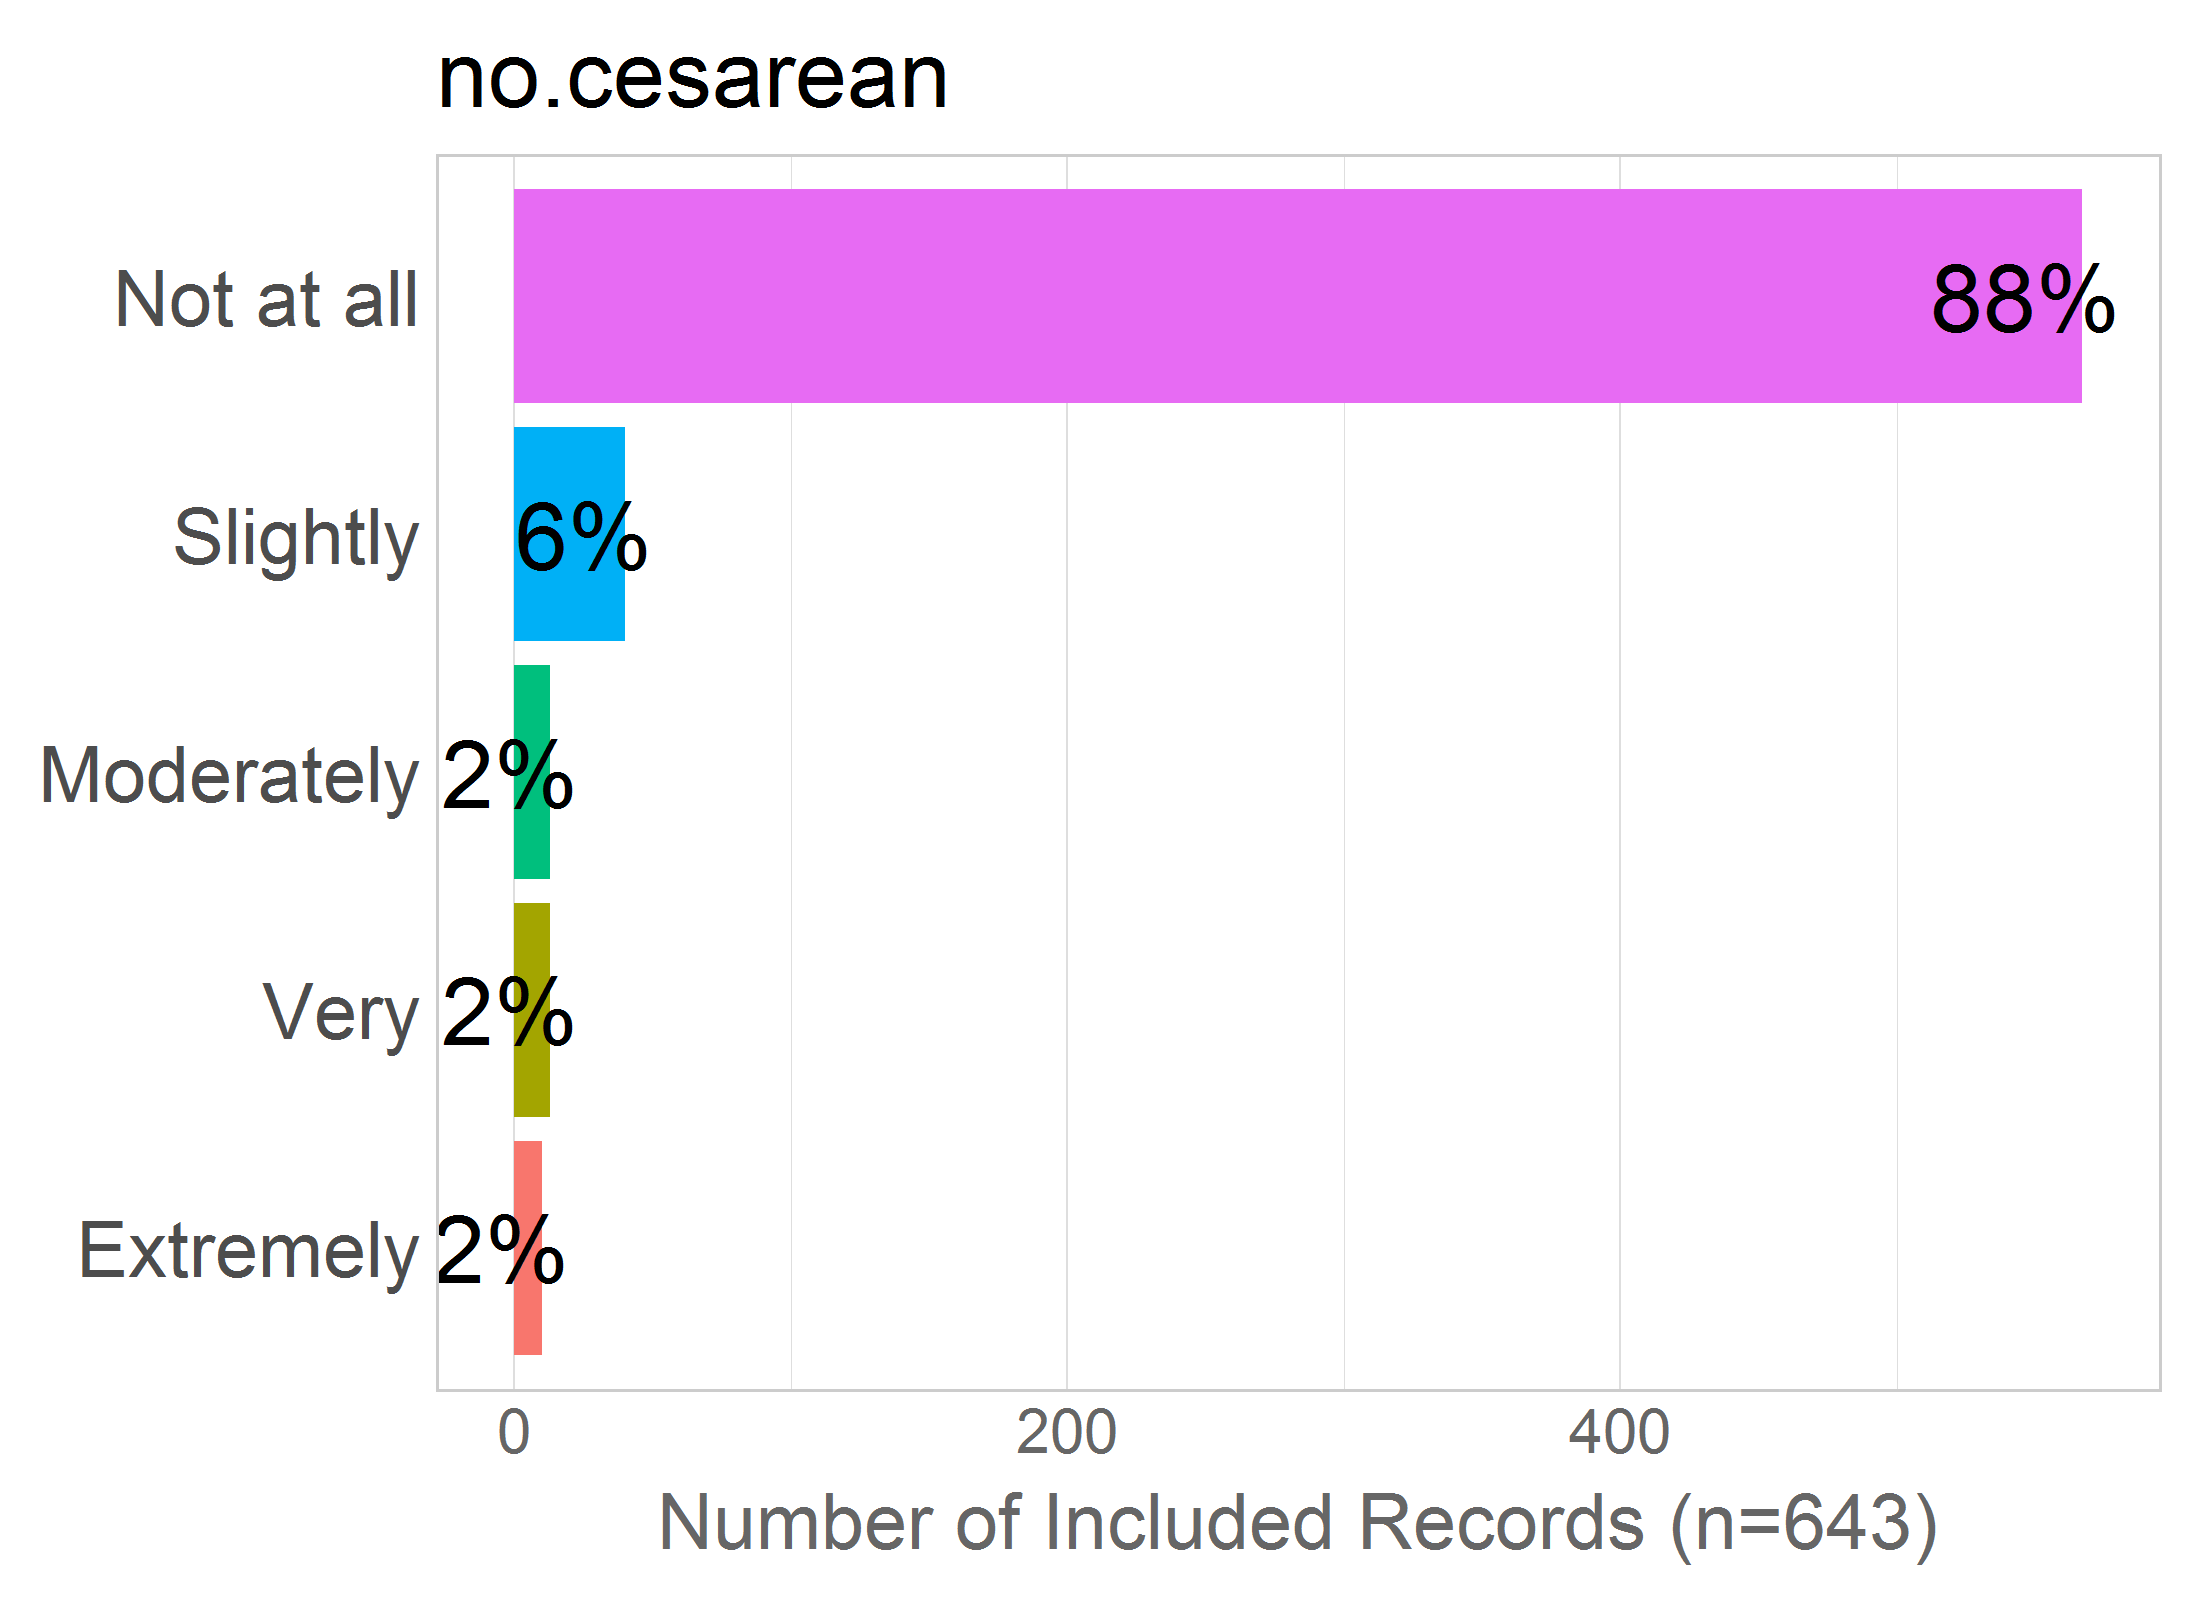 no.cesarean
Not at all 88%
Slightly 6%
Moderately 2%
Very 2%
Extremely 2%
0 200 400
Number of Included Records (n=643)